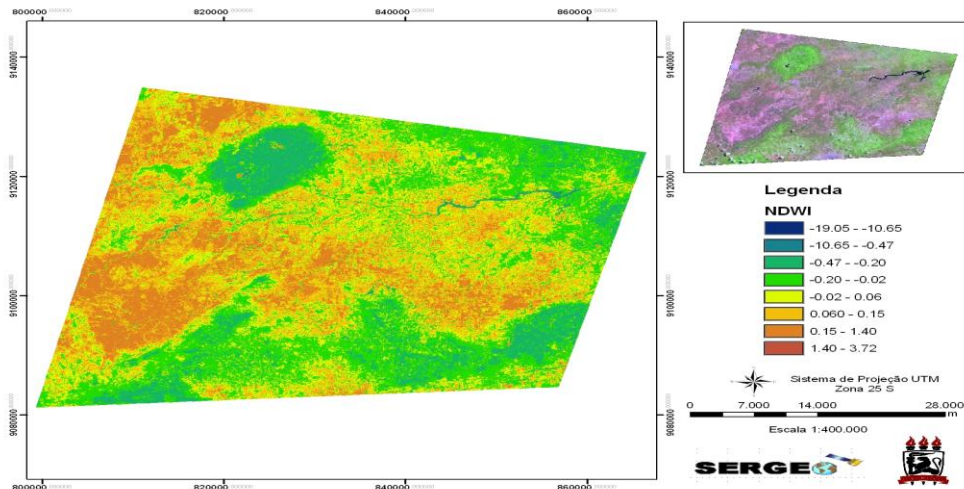 800000 820000 840000 860000
9140000 9120000 9100000 9080000
9140000 9120000 9100000 9080000
800000 820000 840000 860000
Legenda
NDWI
-19.05 - -10.65
-10.65 - -0.47
-0.47 - -0.20
-0.20 - -0.02
-0.02 - 0.06
0.060 - 0.15
0.15 - 1.40
1.40 - 3.72
Sistema de Projeção UTM
Zona 25 S
0 7.000 14.000 28.000
m
Escala 1:400.000
SERGEO